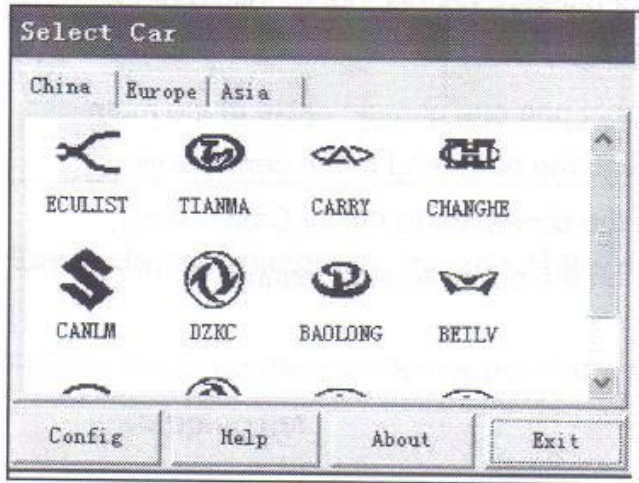 Select Car
China Europe Asia
ECULIST TIANMA CARRY CHANGHE
CANLM DZKC BAOLONG BEILV
Config Help About Exit